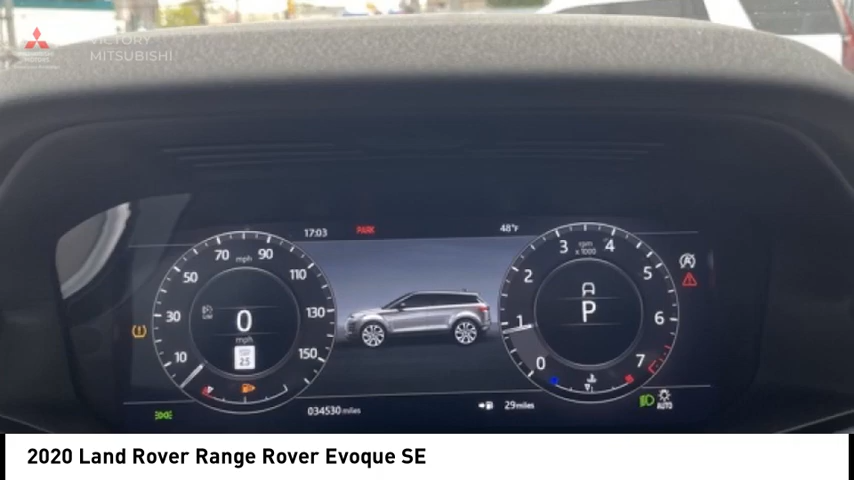 VICTORY
MITSUBISHI
17:03 PARK 48°F
10 30 50 70 mph 90 110 130 150
0
mph
25
034530 miles
0 1 2 3 rpm x 1000 4 5 6 7
P
29 miles
AUTO
2020 Land Rover Range Rover Evoque SE